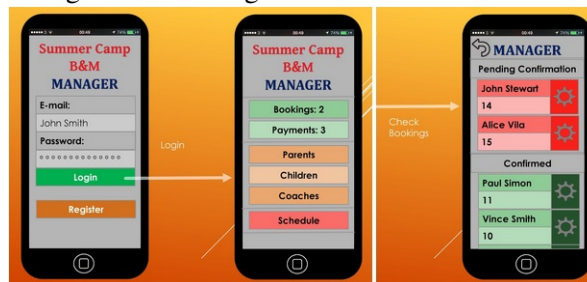 Summer Camp
B&M
MANAGER
E-mail:
John Smith
Password:
Login
Register
Login
Summer Camp
B&M
MANAGER
Bookings: 2
Payments: 3
Parents
Children
Coaches
Schedule
Check
Bookings
MANAGER
Pending Confirmation
John Stewart
14
Alice Vila
15
Confirmed
Paul Simon
11
Vince Smith
10